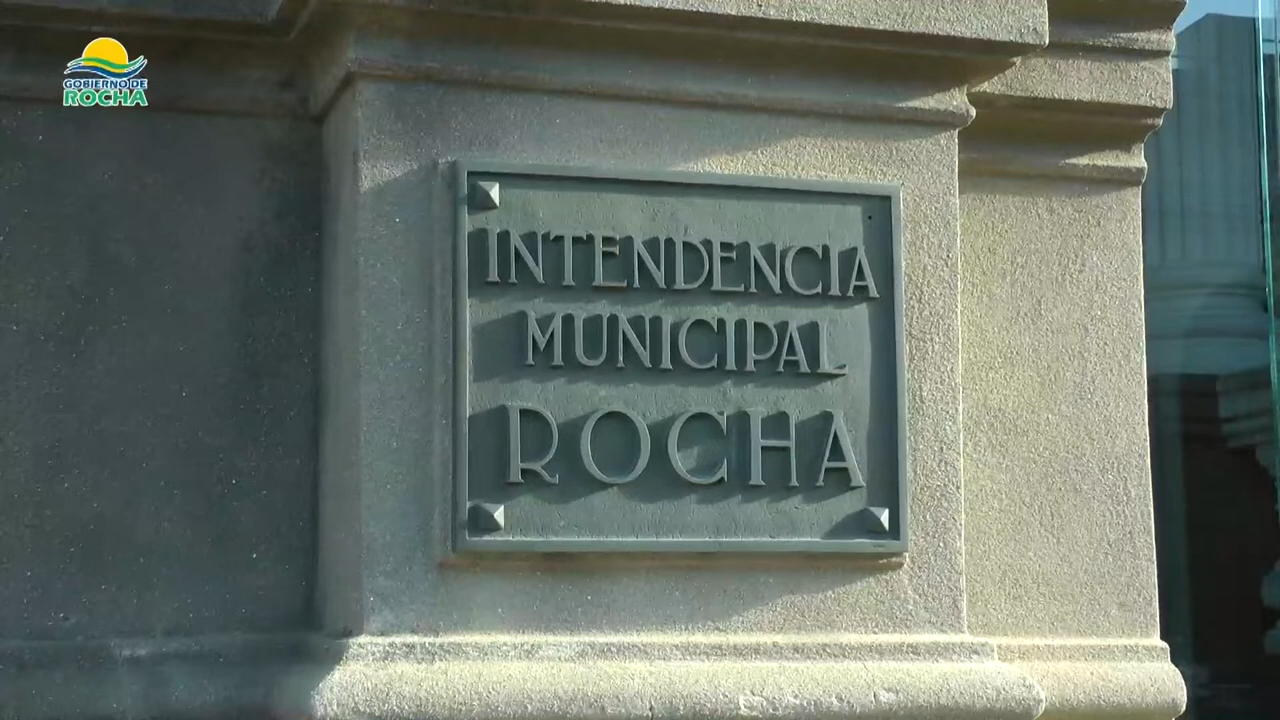 GOBIERNO DE
ROCHA
INTENDENCIA
MUNICIPAL
ROCHA